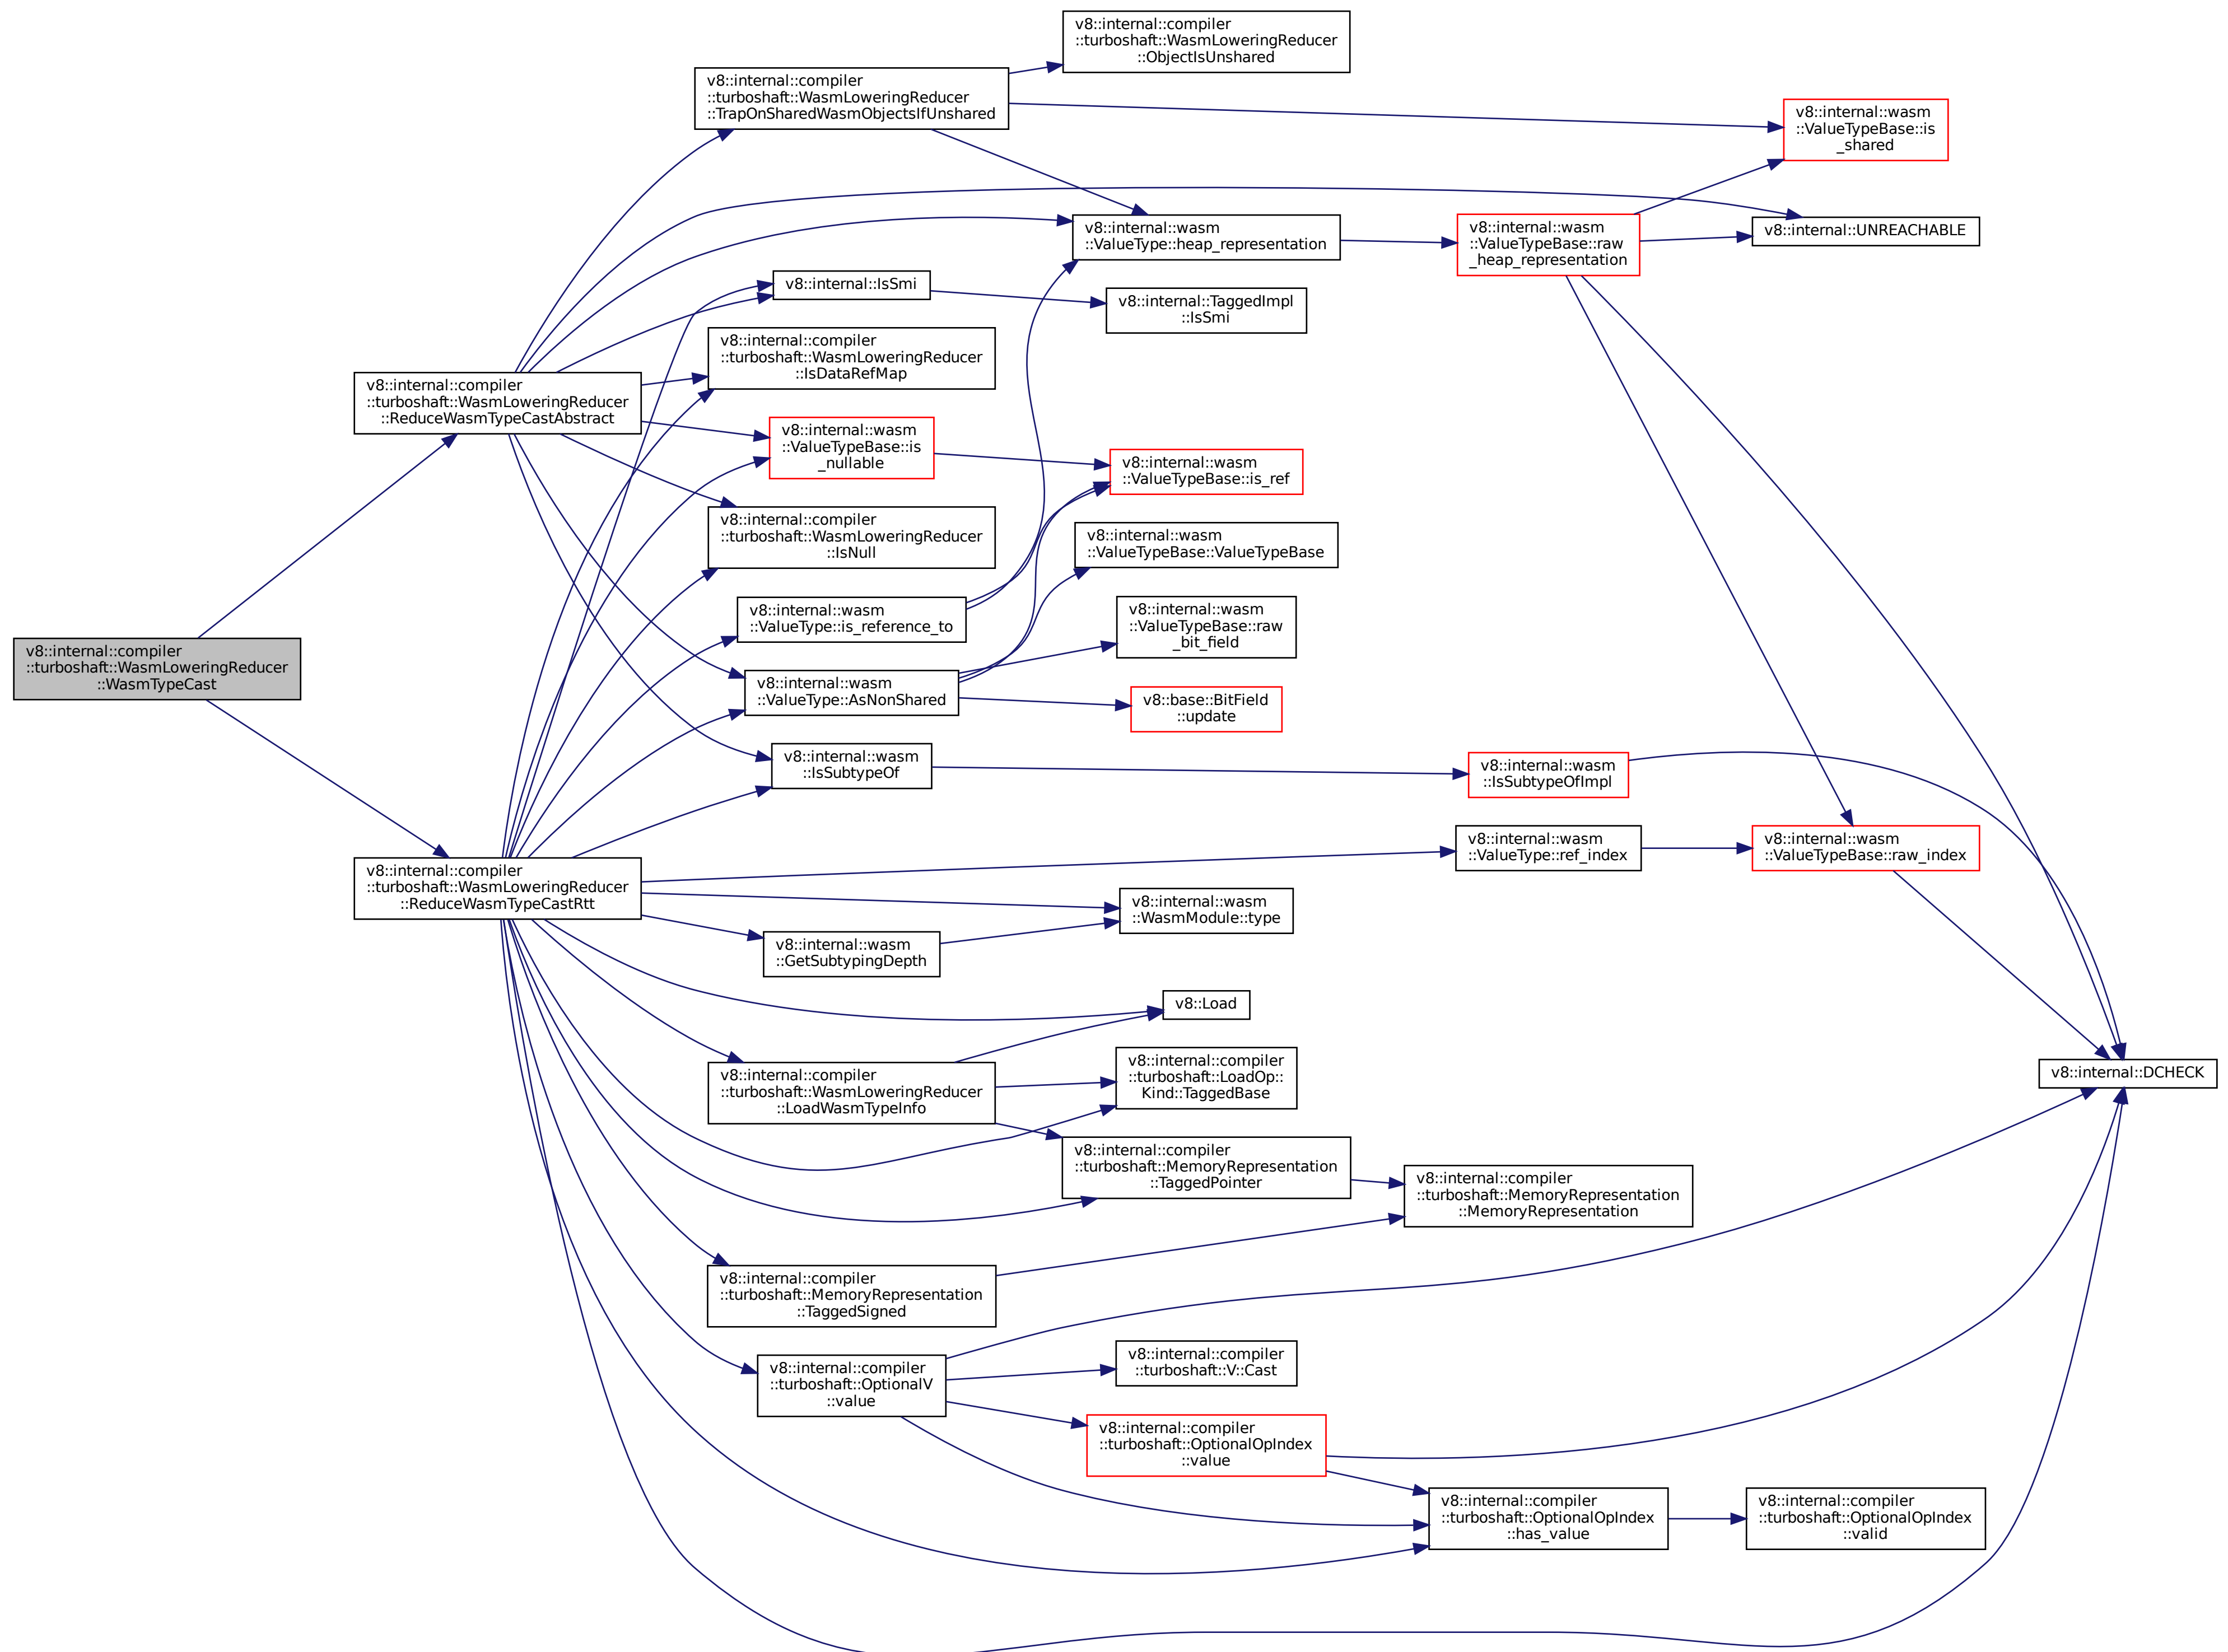 v8::internal::compiler
::turboshaft::WasmLoweringReducer
::WasmTypeCast
v8::internal::compiler
::turboshaft::WasmLoweringReducer
::ReduceWasmTypeCastAbstract
v8::internal::compiler
::turboshaft::WasmLoweringReducer
::ReduceWasmTypeCastRtt
v8::internal::compiler
::turboshaft::WasmLoweringReducer
::TrapOnSharedWasmObjectsIfUnshared
v8::internal::IsSmi
v8::internal::compiler
::turboshaft::WasmLoweringReducer
::IsDataRefMap
v8::internal::wasm
::ValueTypeBase::is
_nullable
v8::internal::compiler
::turboshaft::WasmLoweringReducer
::IsNull
v8::internal::wasm
::ValueType::is_reference_to
v8::internal::wasm
::ValueType::AsNonShared
v8::internal::wasm
::IsSubtypeOf
v8::internal::wasm
::GetSubtypingDepth
v8::internal::compiler
::turboshaft::WasmLoweringReducer
::LoadWasmTypeInfo
v8::internal::compiler
::turboshaft::MemoryRepresentation
::TaggedSigned
v8::internal::compiler
::turboshaft::OptionalV
::value
v8::internal::compiler
::turboshaft::WasmLoweringReducer
::ObjectIsUnshared
v8::internal::wasm
::ValueType::heap_representation
v8::internal::TaggedImpl
::IsSmi
v8::internal::wasm
::ValueTypeBase::is_ref
v8::internal::wasm
::ValueTypeBase::ValueTypeBase
v8::internal::wasm
::ValueTypeBase::raw
_bit_field
v8::base::BitField
::update
v8::internal::wasm
::WasmModule::type
v8::Load
v8::internal::compiler
::turboshaft::LoadOp::
Kind::TaggedBase
v8::internal::compiler
::turboshaft::MemoryRepresentation
::TaggedPointer
v8::internal::compiler
::turboshaft::V::Cast
v8::internal::compiler
::turboshaft::OptionalOpIndex
::value
v8::internal::wasm
::ValueTypeBase::raw
_heap_representation
v8::internal::wasm
::IsSubtypeOfImpl
v8::internal::wasm
::ValueType::ref_index
v8::internal::compiler
::turboshaft::MemoryRepresentation
::MemoryRepresentation
v8::internal::compiler
::turboshaft::OptionalOpIndex
::has_value
v8::internal::wasm
::ValueTypeBase::is
_shared
v8::internal::UNREACHABLE
v8::internal::wasm
::ValueTypeBase::raw_index
v8::internal::compiler
::turboshaft::OptionalOpIndex
::valid
v8::internal::DCHECK